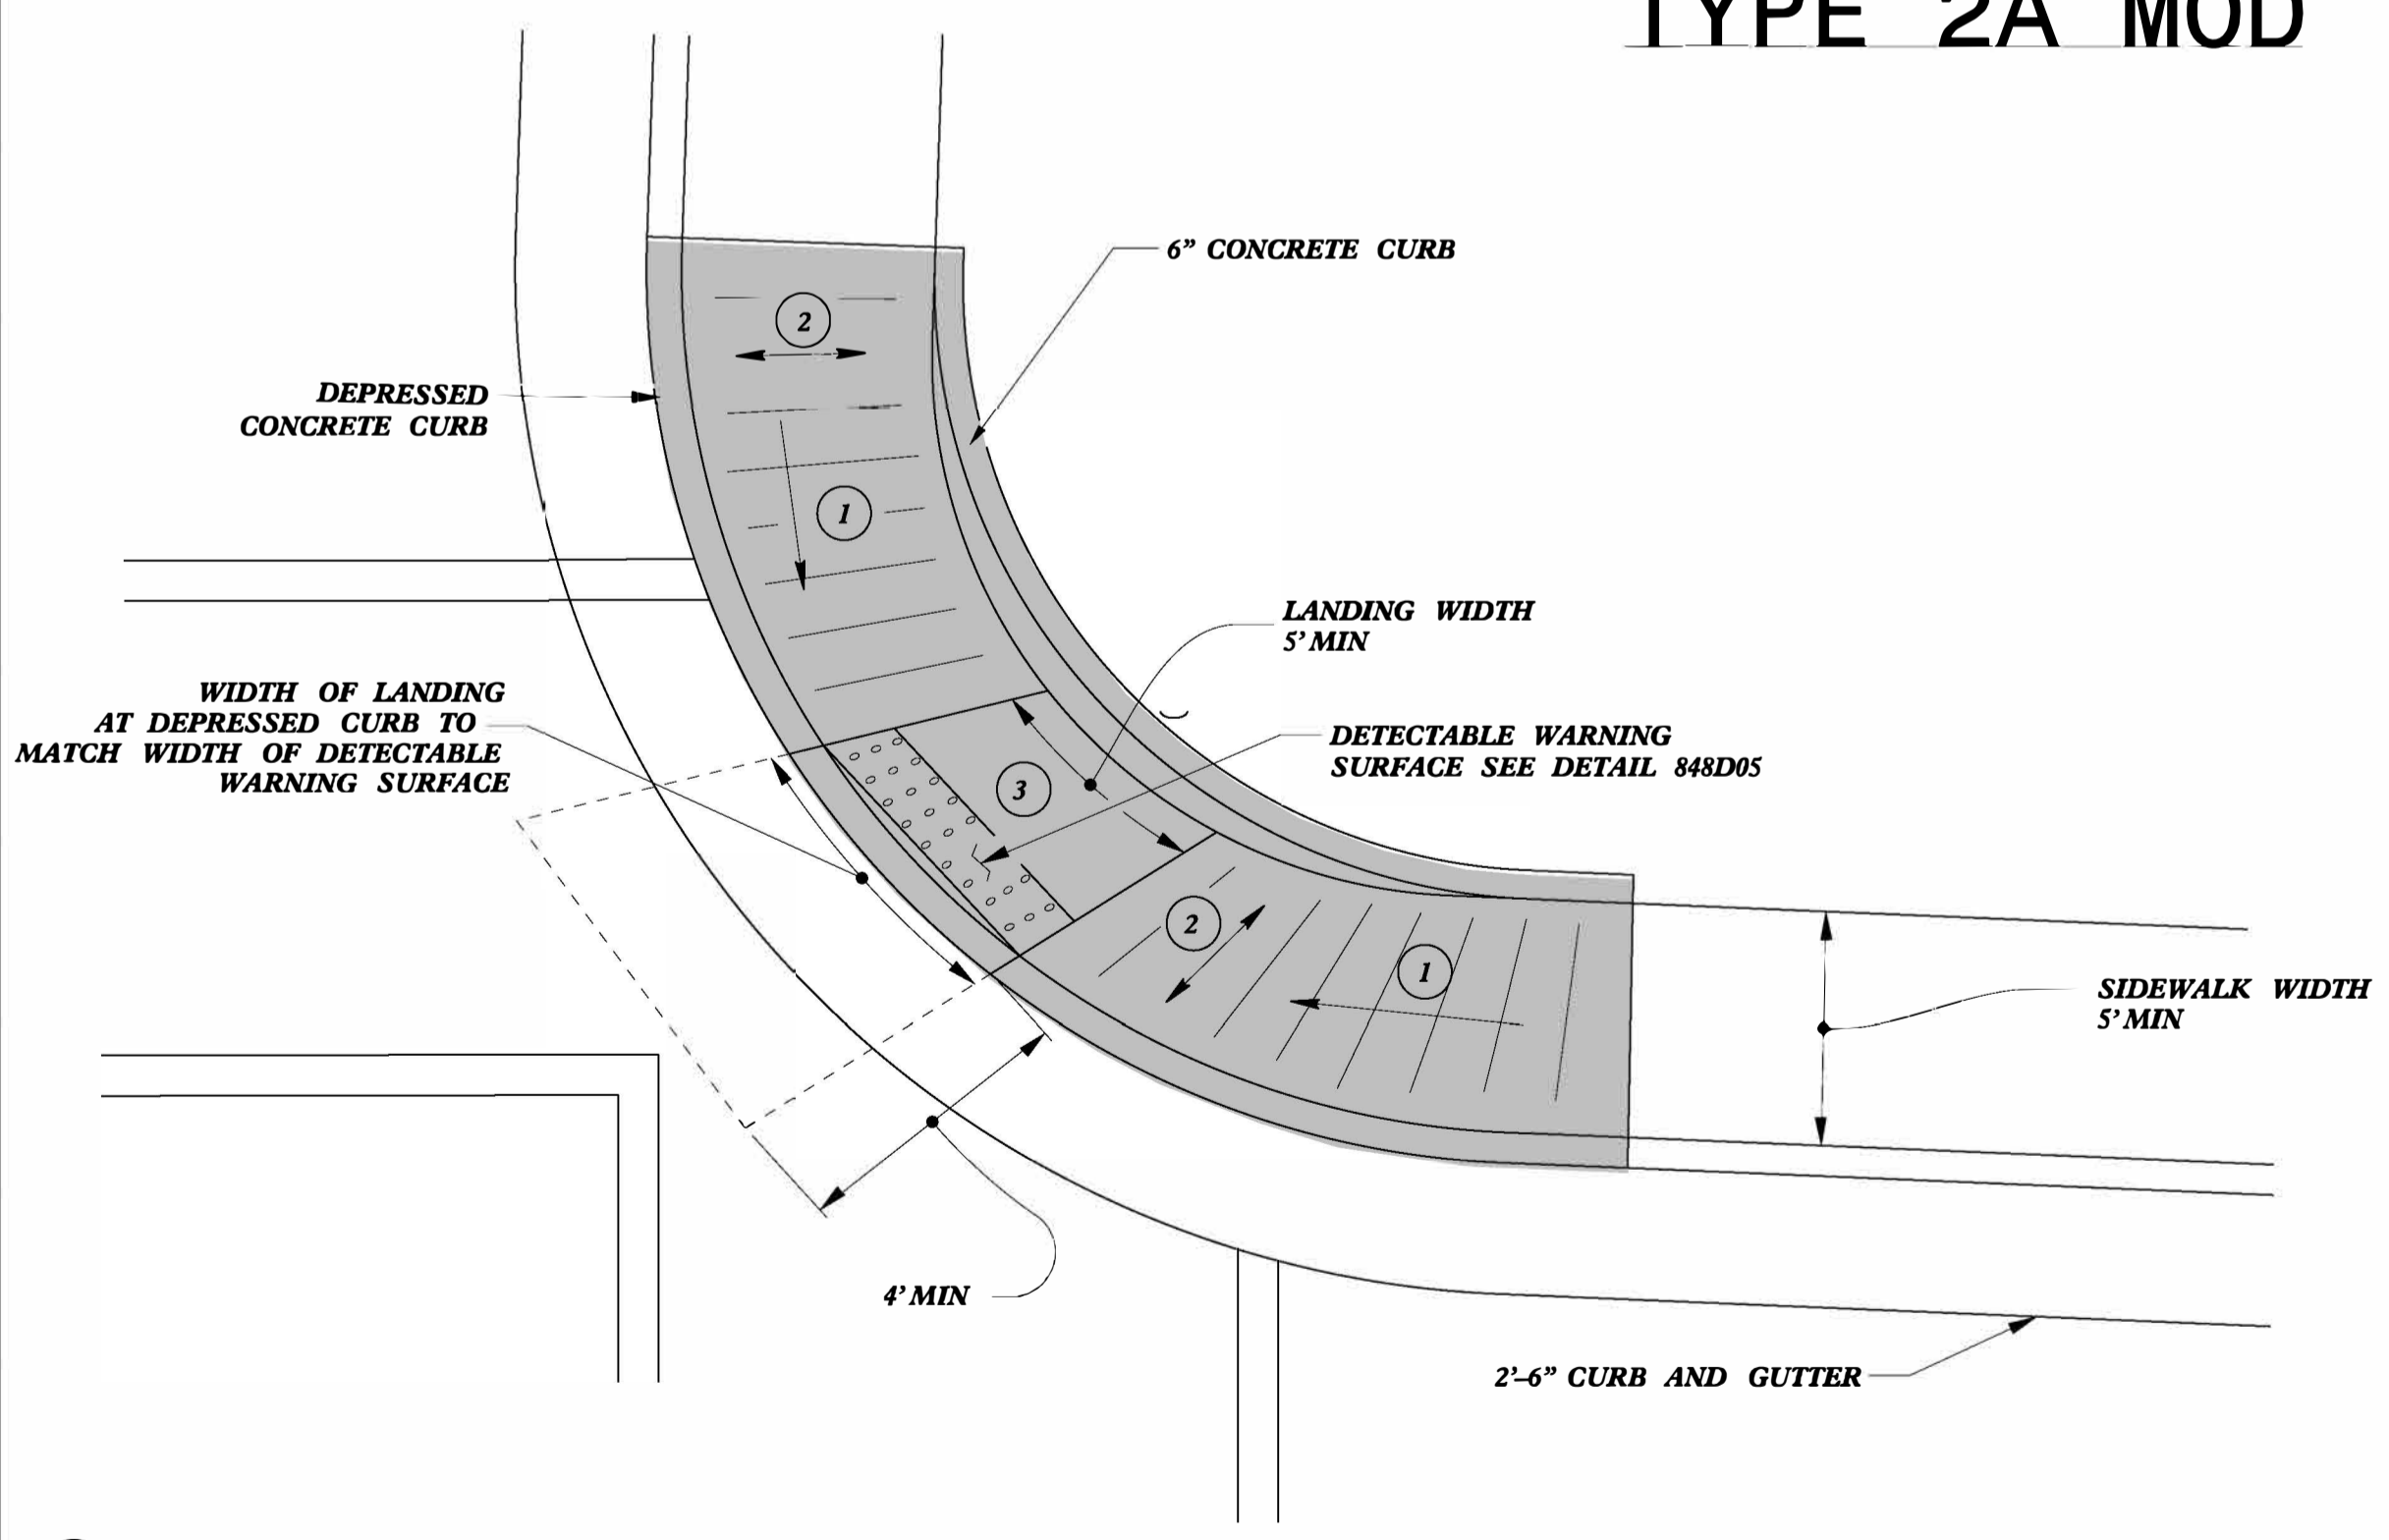 TYPE 2A MOD
6” CONCRETE CURB
2
DEPRESSED
CONCRETE CURB
1
LANDING WIDTH
5’ MIN
WIDTH OF LANDING
AT DEPRESSED CURB TO
MATCH WIDTH OF DETECTABLE
WARNING SURFACE
DETECTABLE WARNING
SURFACE SEE DETAIL 848D05
3
2
1
SIDEWALK WIDTH
5’ MIN
4’ MIN
2’–6” CURB AND GUTTER